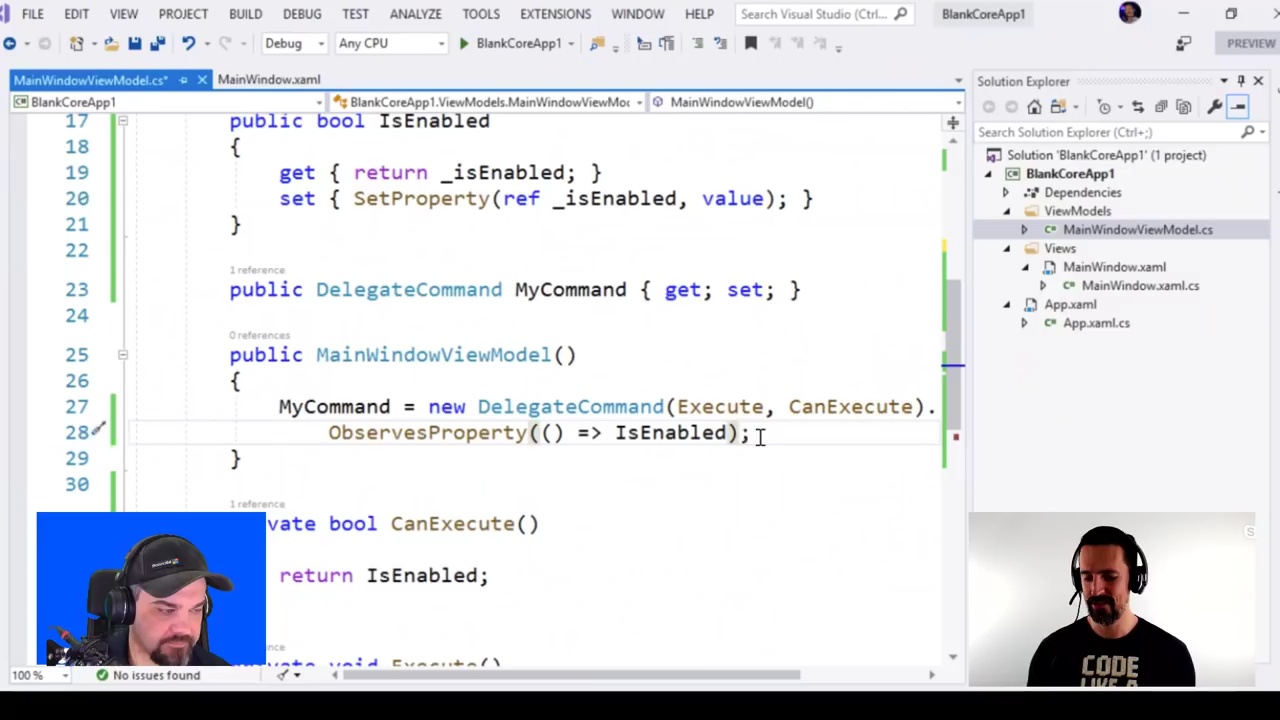 FILE EDIT VIEW PROJECT BUILD DEBUG TEST ANALYZE TOOLS EXTENSIONS WINDOW HELP Search Visual Studio (Ctrl+... BlankCoreApp1
Debug Any CPU BlankCoreApp1 PREVIEW
MainWindowViewModel.cs* MainWindow.xaml
BlankCoreApp1 BlankCoreApp1.ViewModels.MainWindowViewMoc MainWindowViewModel()
17 public bool IsEnabled
18 {
19 get { return _isEnabled; }
20 set { SetProperty(ref _isEnabled, value); }
21 }
22
1 reference
23 public DelegateCommand MyCommand { get; set; }
24
0 references
25 public MainWindowViewModel()
26 {
27 MyCommand = new DelegateCommand(Execute, CanExecute).
28 ObservesProperty(() => IsEnabled);
29 }
30
1 reference
vate bool CanExecute()
return IsEnabled;
Execute()
100 % No issues found
Solution Explorer
Search Solution Explorer (Ctrl+;)
Solution 'BlankCoreApp1' (1 project)
BlankCoreApp1
Dependencies
ViewModels
MainWindowViewModel.cs
Views
MainWindow.xaml
MainWindow.xaml.cs
App.xaml
App.xaml.cs
CODE
LIKE A